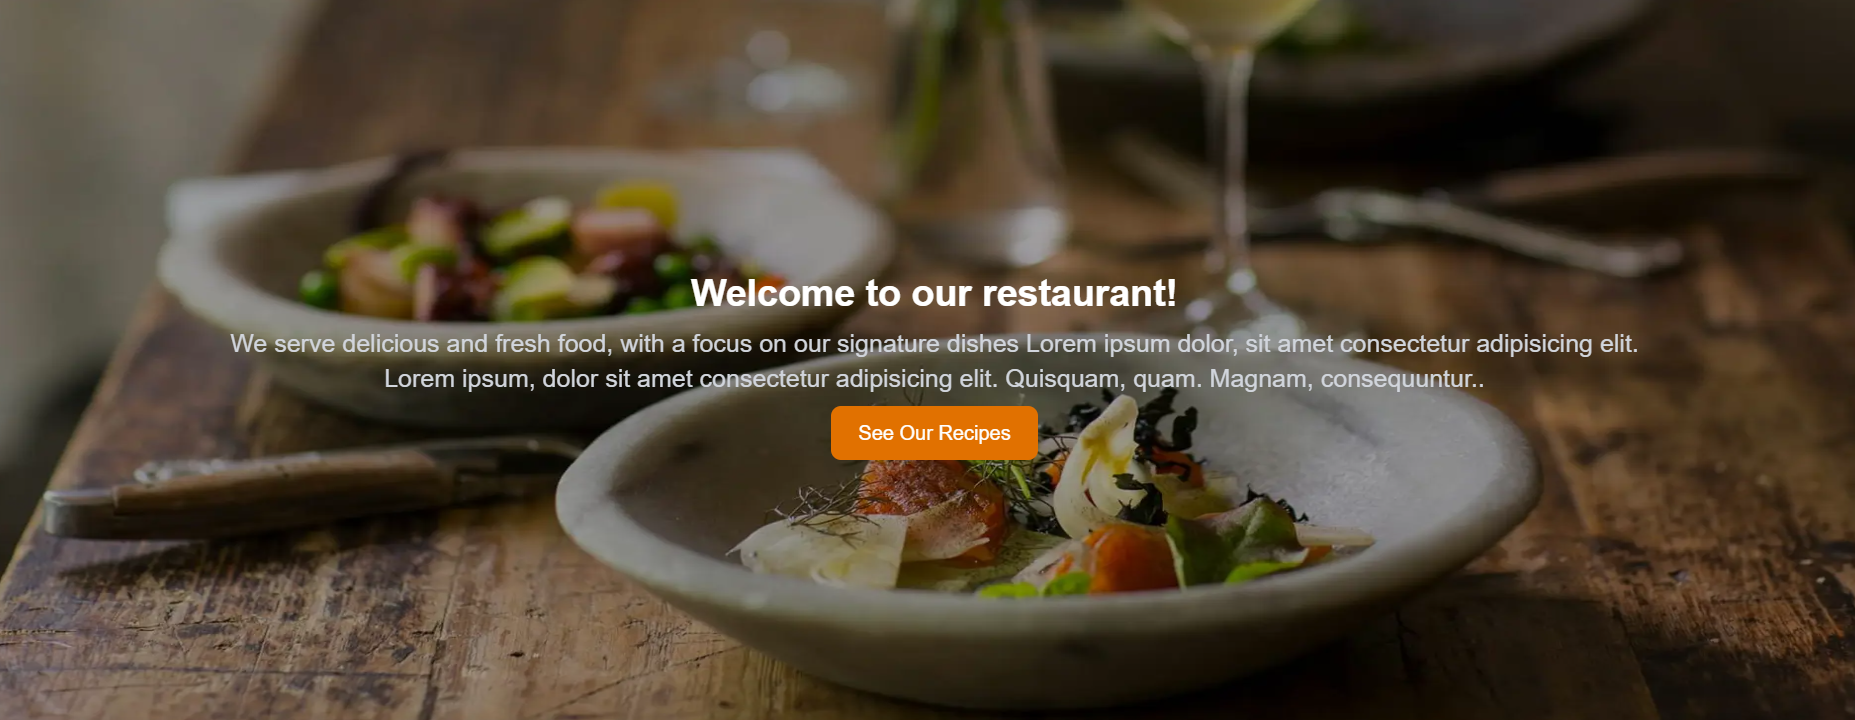 Welcome to our restaurant!
We serve delicious and fresh food, with a focus on our signature dishes Lorem ipsum dolor, sit amet consectetur adipisicing elit.
Lorem ipsum, dolor sit amet consectetur adipisicing elit. Quisquam, quam. Magnam, consequuntur..
See Our Recipes